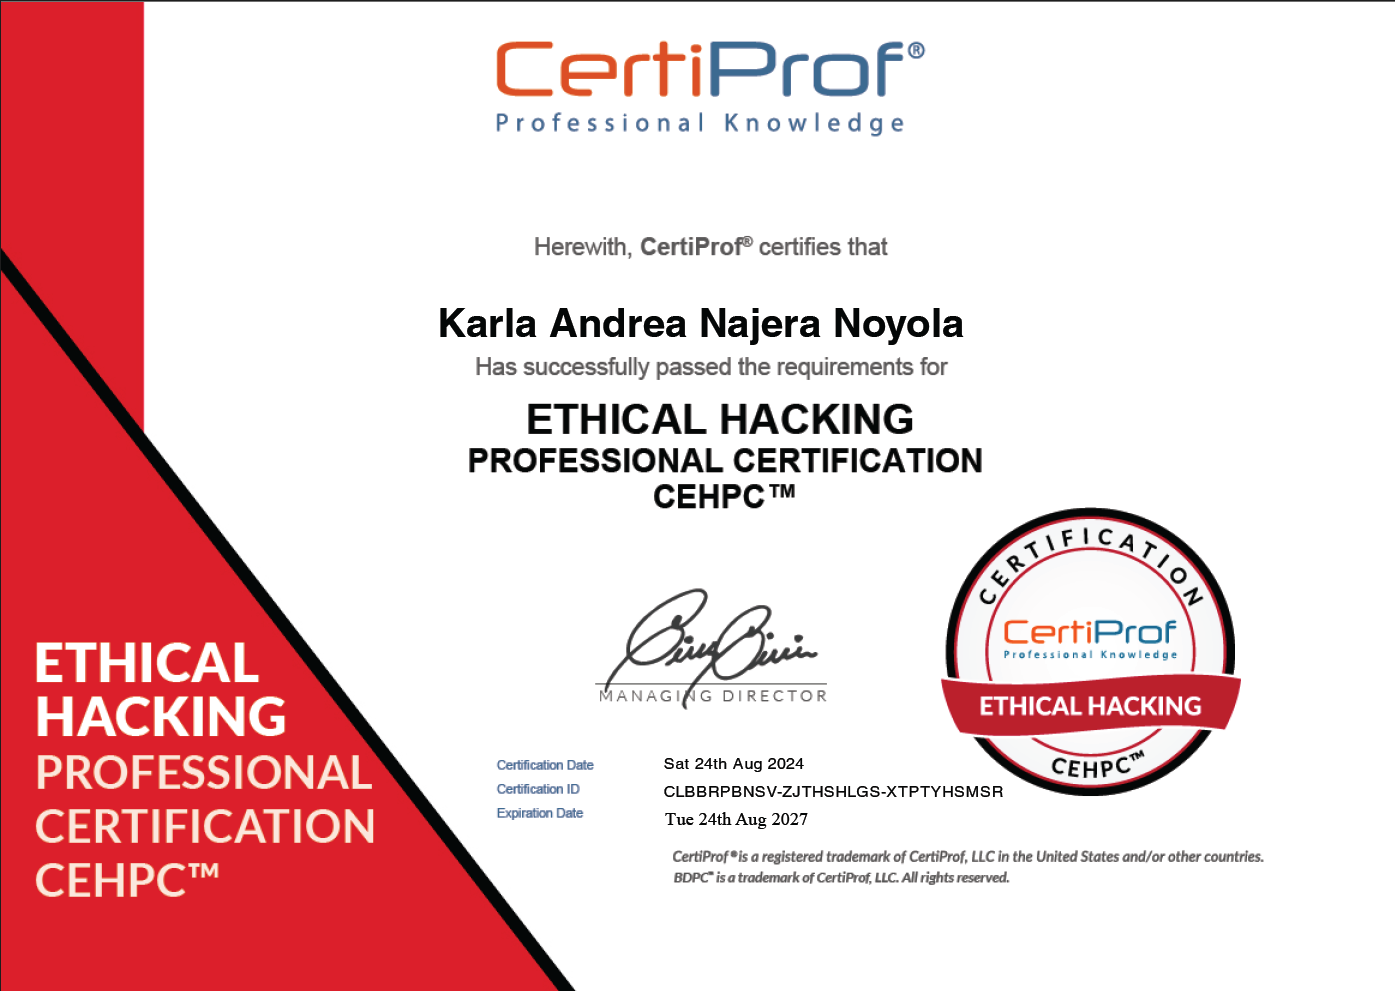 CertiProf®
Professional Knowledge
Herewith, CertiProf® certifies that
Karla Andrea Najera Noyola
Has successfully passed the requirements for
ETHICAL HACKING
PROFESSIONAL CERTIFICATION
CEHPC™
MANAGING DIRECTOR
Certification Date Sat 24th Aug 2024
Certification ID CLBBRPBNSV-ZJTHSHLGS-XTPTYHSMSR
Expiration Date Tue 24th Aug 2027
CertiProf® is a registered trademark of CertiProf, LLC in the United States and/or other countries.
BDPC™ is a trademark of CertiProf, LLC. All rights reserved.
ETHICAL
HACKING
PROFESSIONAL
CERTIFICATION
CEHPC™
CERTIFICATION
CertiProf
Professional Knowledge
ETHICAL HACKING
CEHPC™